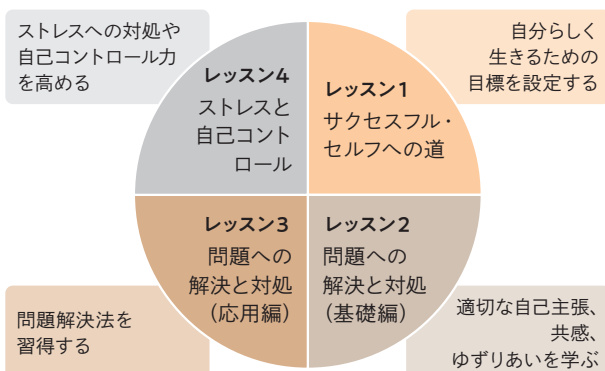 ストレスへの対処や
自己コントロール力
を高める
自分らしく
生きるための
目標を設定する
レッスン4
ストレスと
自己コント
ロール
レッスン1
サクセスフル・
セルフへの道
レッスン3
問題への
解決と対処
(応用編)
レッスン2
問題への
解決と対処
(基礎編)
問題解決法を
習得する
適切な自己主張、
共感、
ゆずりあいを学ぶ